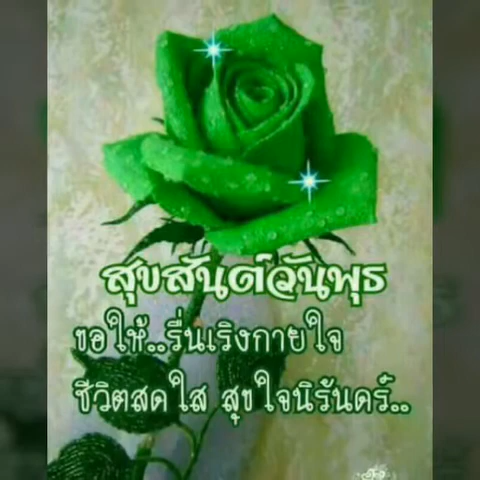 สุขสันต์วันพุธ
ขอให้..รื่นเริงกายใจ
ชีวิตสดใส สุขใจนิรันดร์..